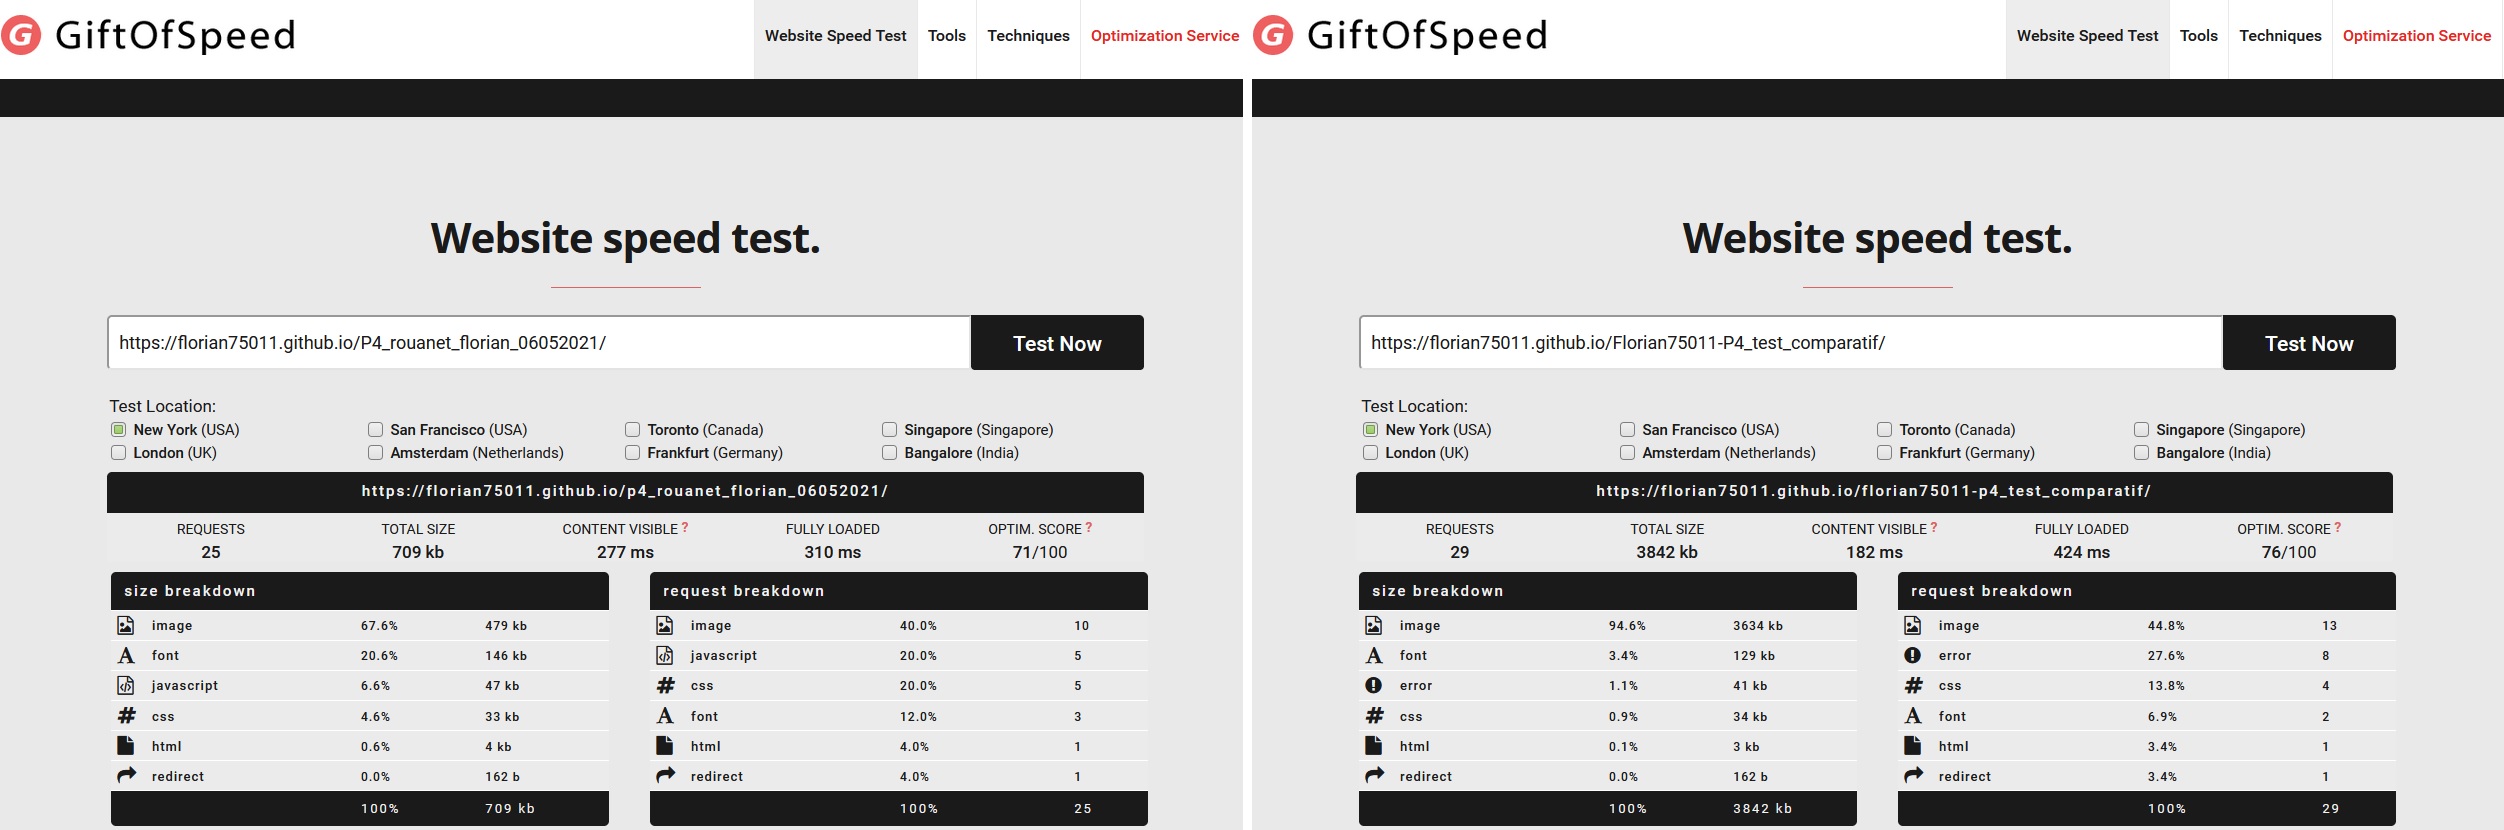 G GiftOfSpeed
Website Speed Test Tools Techniques Optimization Service
Website speed test.
https://florian75011.github.io/P4_rouanet_florian_06052021/ Test Now
Test Location:
New York (USA) San Francisco (USA) Toronto (Canada) Singapore (Singapore)
London (UK) Amsterdam (Netherlands) Frankfurt (Germany) Bangalore (India)
https://florian75011.github.io/p4_rouanet_florian_06052021/
REQUESTS TOTAL SIZE CONTENT VISIBLE ? FULLY LOADED OPTIM. SCORE ?
25 709 kb 277 ms 310 ms 71/100
size breakdown
image 67.6% 479 kb
A font 20.6% 146 kb
javascript 6.6% 47 kb
# css 4.6% 33 kb
html 0.6% 4 kb
redirect 0.0% 162 b
100% 709 kb
request breakdown
image 40.0% 10
javascript 20.0% 5
# css 20.0% 5
A font 12.0% 3
html 4.0% 1
redirect 4.0% 1
100% 25
G GiftOfSpeed
Website Speed Test Tools Techniques Optimization Service
Website speed test.
https://florian75011.github.io/Florian75011-P4_test_comparatif/ Test Now
Test Location:
New York (USA) San Francisco (USA) Toronto (Canada) Singapore (Singapore)
London (UK) Amsterdam (Netherlands) Frankfurt (Germany) Bangalore (India)
https://florian75011.github.io/florian75011-p4_test_comparatif/
REQUESTS TOTAL SIZE CONTENT VISIBLE ? FULLY LOADED OPTIM. SCORE ?
29 3842 kb 182 ms 424 ms 76/100
size breakdown
image 94.6% 3634 kb
A font 3.4% 129 kb
! error 1.1% 41 kb
# css 0.9% 34 kb
html 0.1% 3 kb
redirect 0.0% 162 b
100% 3842 kb
request breakdown
image 44.8% 13
! error 27.6% 8
# css 13.8% 4
A font 6.9% 2
html 3.4% 1
redirect 3.4% 1
100% 29